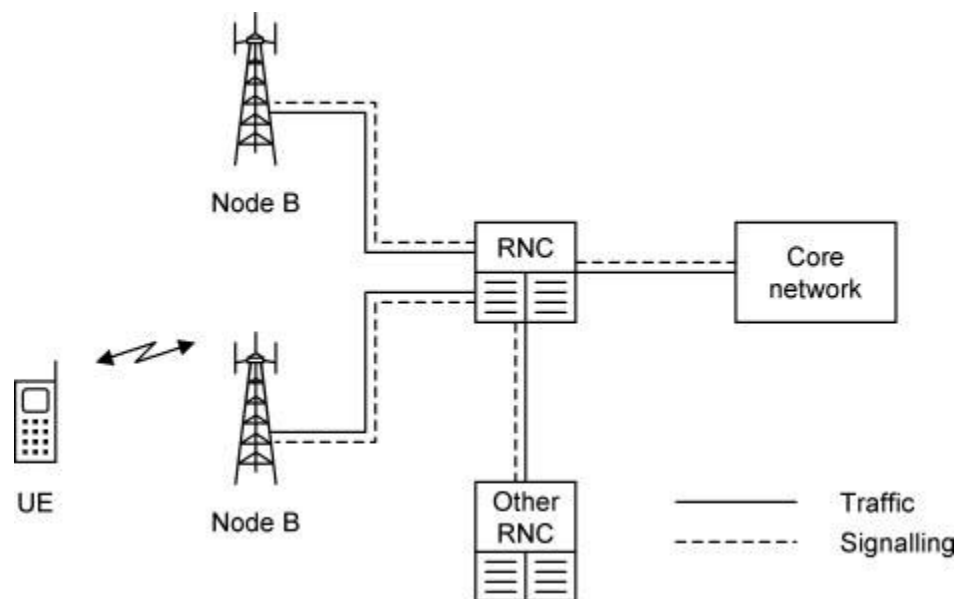 Node B
RNC
Core
network
UE
Node B
Other
RNC
Traffic
Signalling